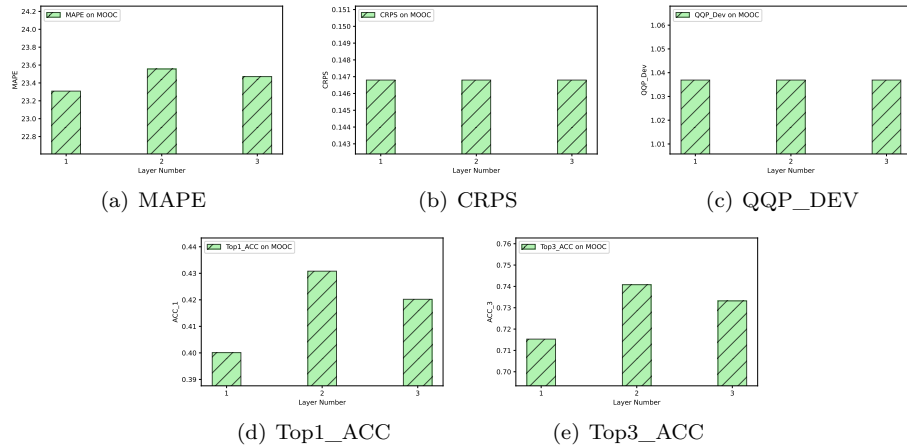 MAPE on MOOC
24.2
24.0
23.8
23.6
23.4
23.2
23.0
22.8
MAPE
1 2 3
Layer Number
(a) MAPE
CRPS on MOOC
0.151
0.150
0.149
0.148
0.147
0.146
0.145
0.144
0.143
CRPS
1 2 3
Layer Number
(b) CRPS
QQP_Dev on MOOC
1.06
1.05
1.04
1.03
1.02
1.01
QQP_Dev
1 2 3
Layer Number
(c) QQP_DEV
Top1_ACC on MOOC
0.44
0.43
0.42
0.41
0.40
0.39
ACC_1
1 2 3
Layer Number
(d) Top1_ACC
Top3_ACC on MOOC
0.76
0.75
0.74
0.73
0.72
0.71
0.70
ACC_3
1 2 3
Layer Number
(e) Top3_ACC